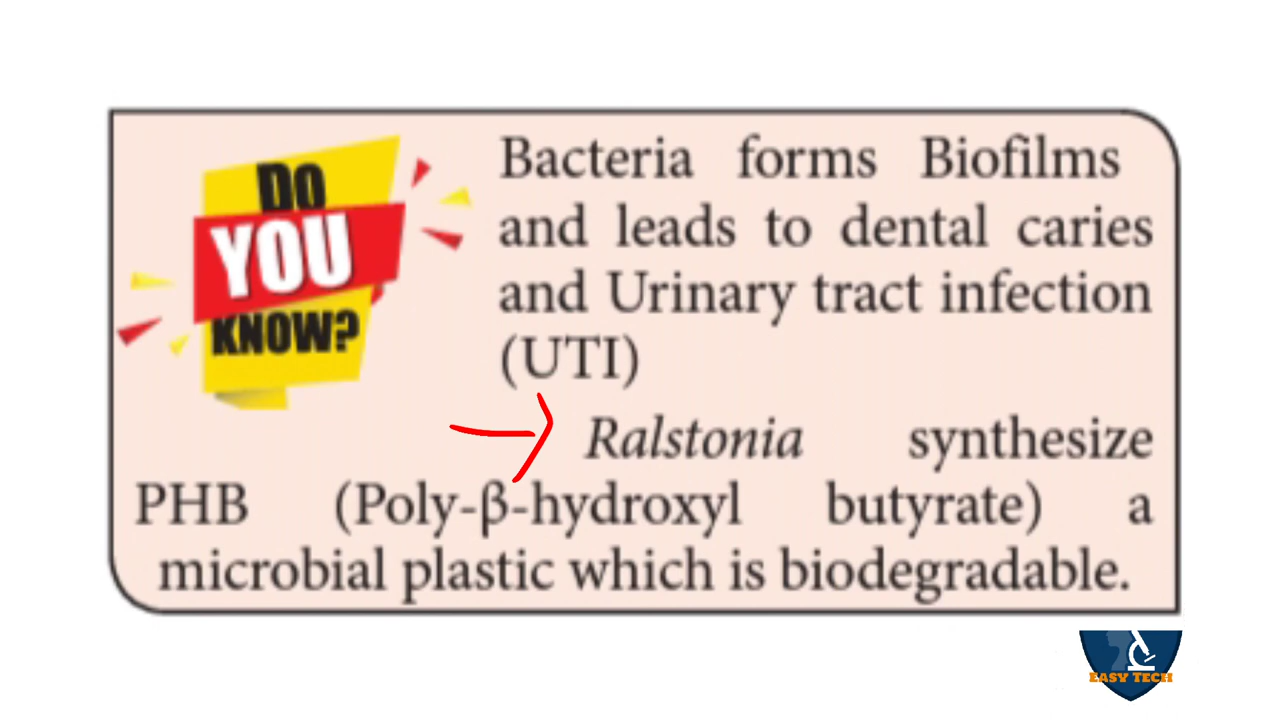 DO
YOU
KNOW?
Bacteria forms Biofilms
and leads to dental caries
and Urinary tract infection
(UTI)
Ralstonia synthesize
PHB (Poly-β-hydroxyl butyrate) a
microbial plastic which is biodegradable.
EASY TECH